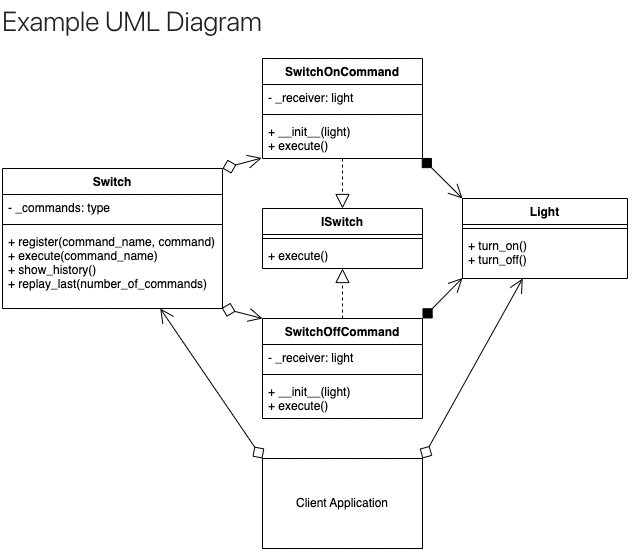 Example UML Diagram
SwitchOnCommand
- _receiver: light
+ __init__(light)
+ execute()
Switch
- _commands: type
+ register(command_name, command)
+ execute(command_name)
+ show_history()
+ replay_last(number_of_commands)
ISwitch
+ execute()
Light
+ turn_on()
+ turn_off()
SwitchOffCommand
- _receiver: light
+ __init__(light)
+ execute()
Client Application